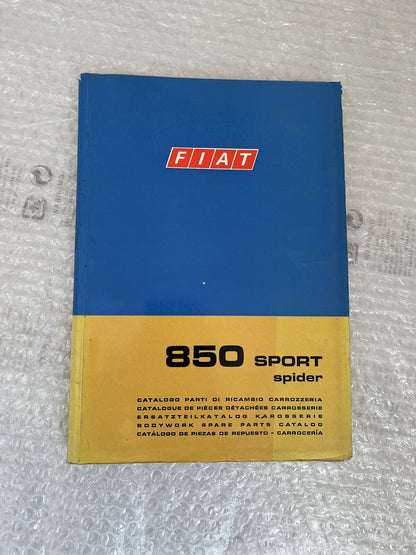 FIAT
850 SPORT
spider
CATALOGO PARTI DI RICAMBIO CARROZZERIA
CATALOGUE DE PIÈCES DÉTACHÉES CARROSSERIE
ERSATZTEILKATALOG KAROSSERIE
BODYWORK SPARE PARTS CATALOG
CATÁLOGO DE PIEZAS DE REPUESTO - CARROCERÍA